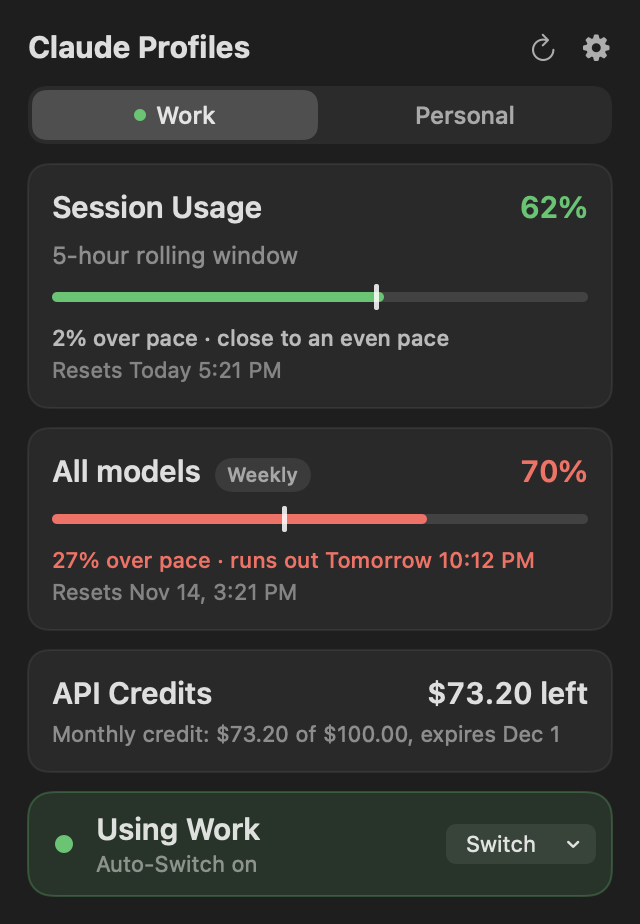 Claude Profiles
Work
Personal
Session Usage
62%
5-hour rolling window
2% over pace · close to an even pace
Resets Today 5:21 PM
All models
Weekly
70%
27% over pace · runs out Tomorrow 10:12 PM
Resets Nov 14, 3:21 PM
API Credits
$73.20 left
Monthly credit: $73.20 of $100.00, expires Dec 1
Using Work
Auto-Switch on
Switch